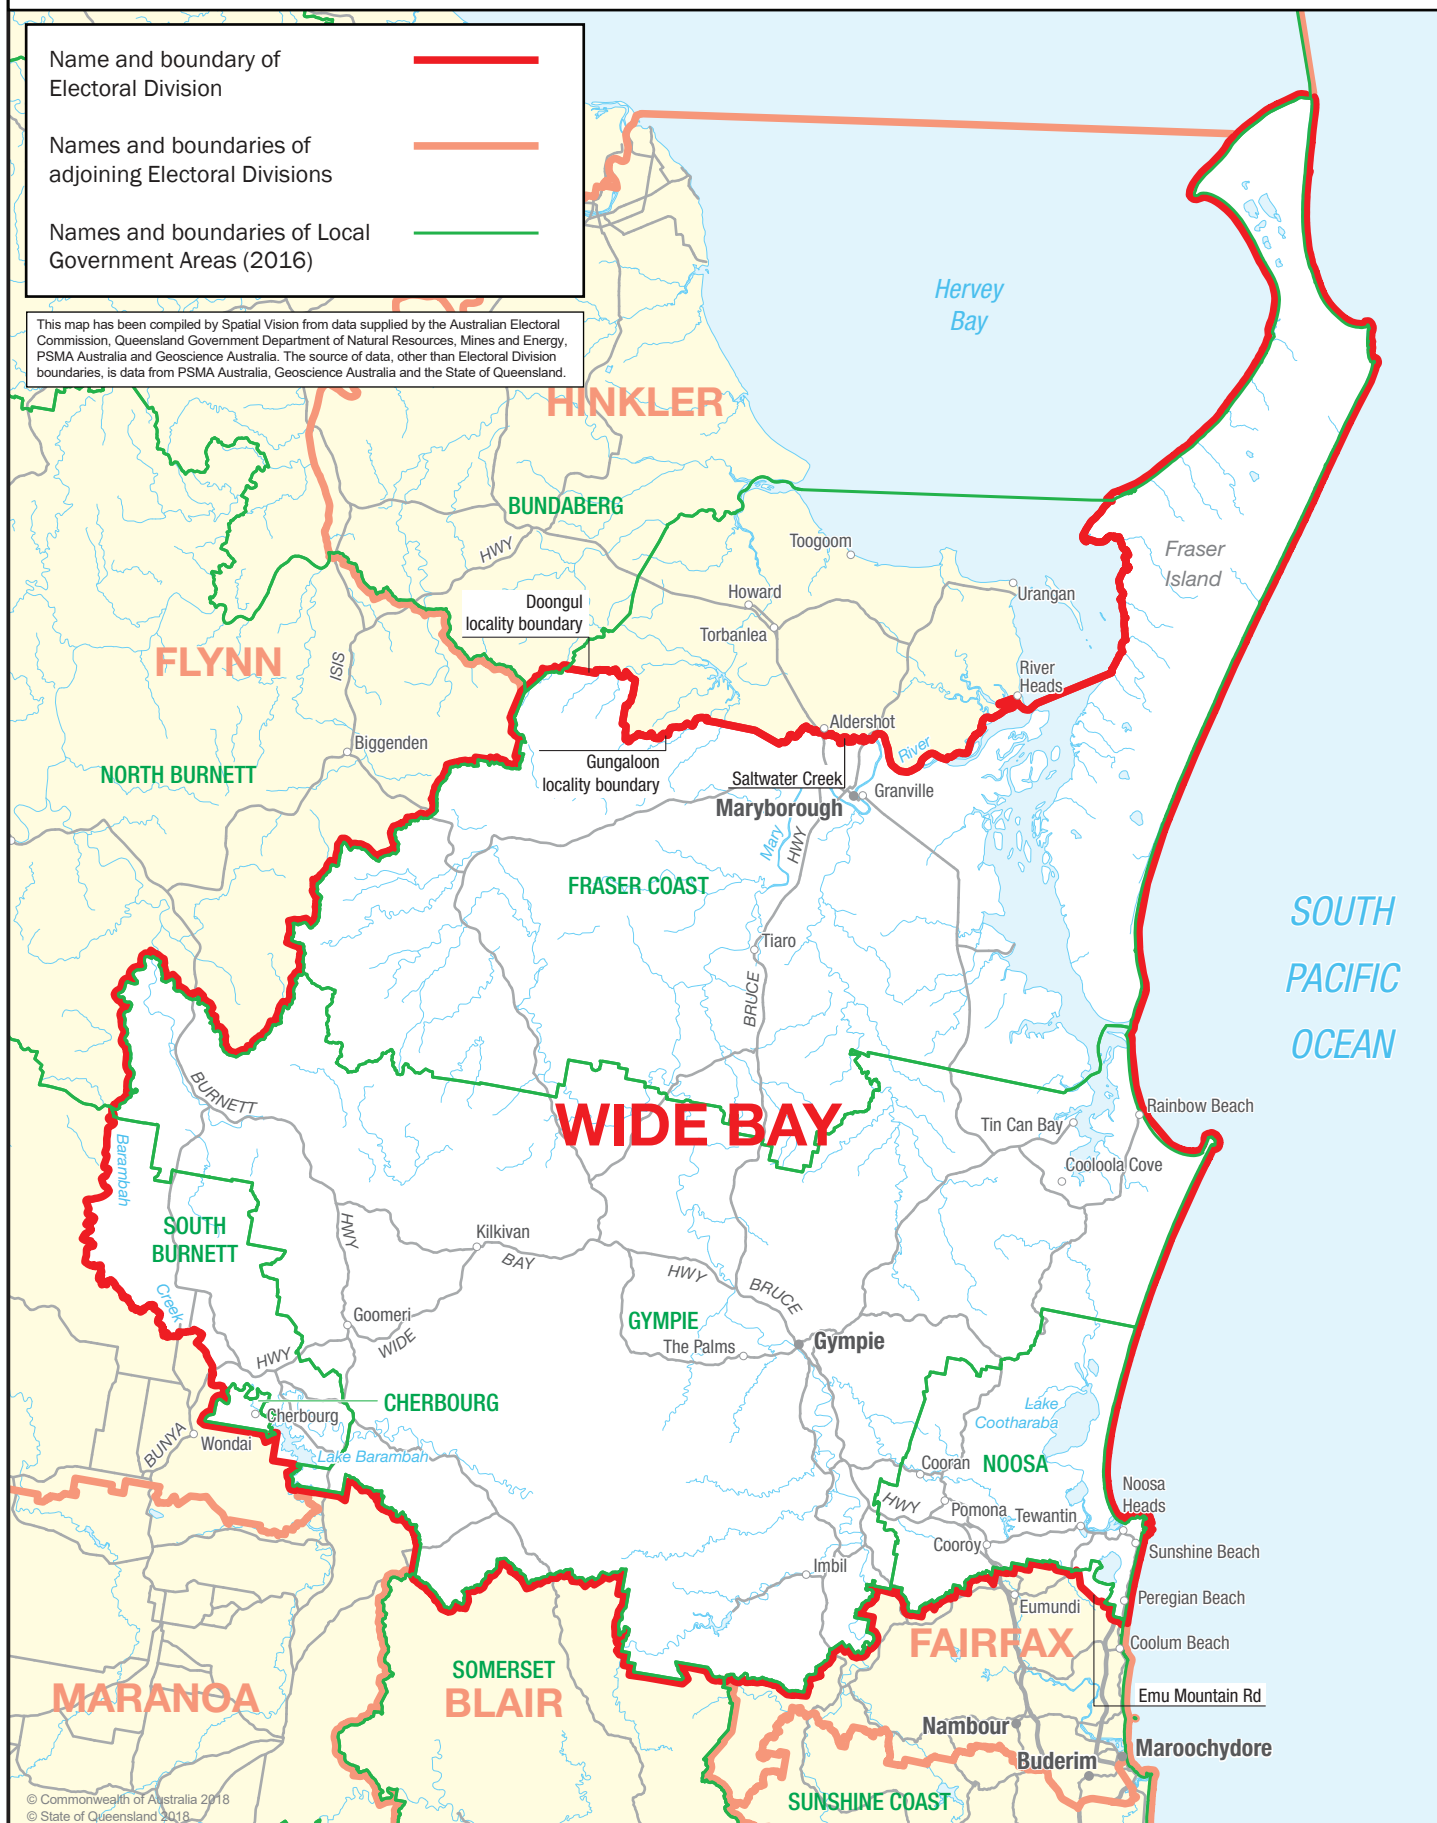 Name and boundary of
Electoral Division
Names and boundaries of
adjoining Electoral Divisions
Names and boundaries of Local
Government Areas (2016)
This map has been compiled by Spatial Vision from data supplied by the Australian Electoral
Commission, Queensland Government Department of Natural Resources, Mines and Energy,
PSMA Australia and Geoscience Australia. The source of data, other than Electoral Division
boundaries, is data from PSMA Australia, Geoscience Australia and the State of Queensland.
Hervey
Bay
HINKLER
BUNDABERG
HWY
Toogoom
Fraser
Island
Urangan
Doongul
locality boundary
Howard
Torbanlea
FLYNN
ISIS
River
Heads
Aldershot
River
Biggenden
NORTH BURNETT
Gungaloon
locality boundary
Saltwater Creek
Granville
Maryborough
Mary
HWY
FRASER COAST
SOUTH
PACIFIC
OCEAN
Tiaro
BRUCE
BURNETT
WIDE BAY
Rainbow Beach
Tin Can Bay
Cooloola Cove
Barambah
SOUTH
BURNETT
HWY
Kilkivan
BAY
HWY
BRUCE
Creek
Goomeri
WIDE
GYMPIE
The Palms
Gympie
HWY
CHERBOURG
Cherbourg
Lake
Cootharaba
BUNYA
Wondai
Lake Barambah
Cooran
NOOSA
Noosa
Heads
HWY
Pomona
Tewantin
Cooroy
Sunshine Beach
Imbil
Eumundi
Peregian Beach
FAIRFAX
Coolum Beach
SOMERSET
BLAIR
MARANOA
Emu Mountain Rd
Nambour
Maroochydore
Buderim
SUNSHINE COAST
© Commonwealth of Australia 2018
© State of Queensland 2018